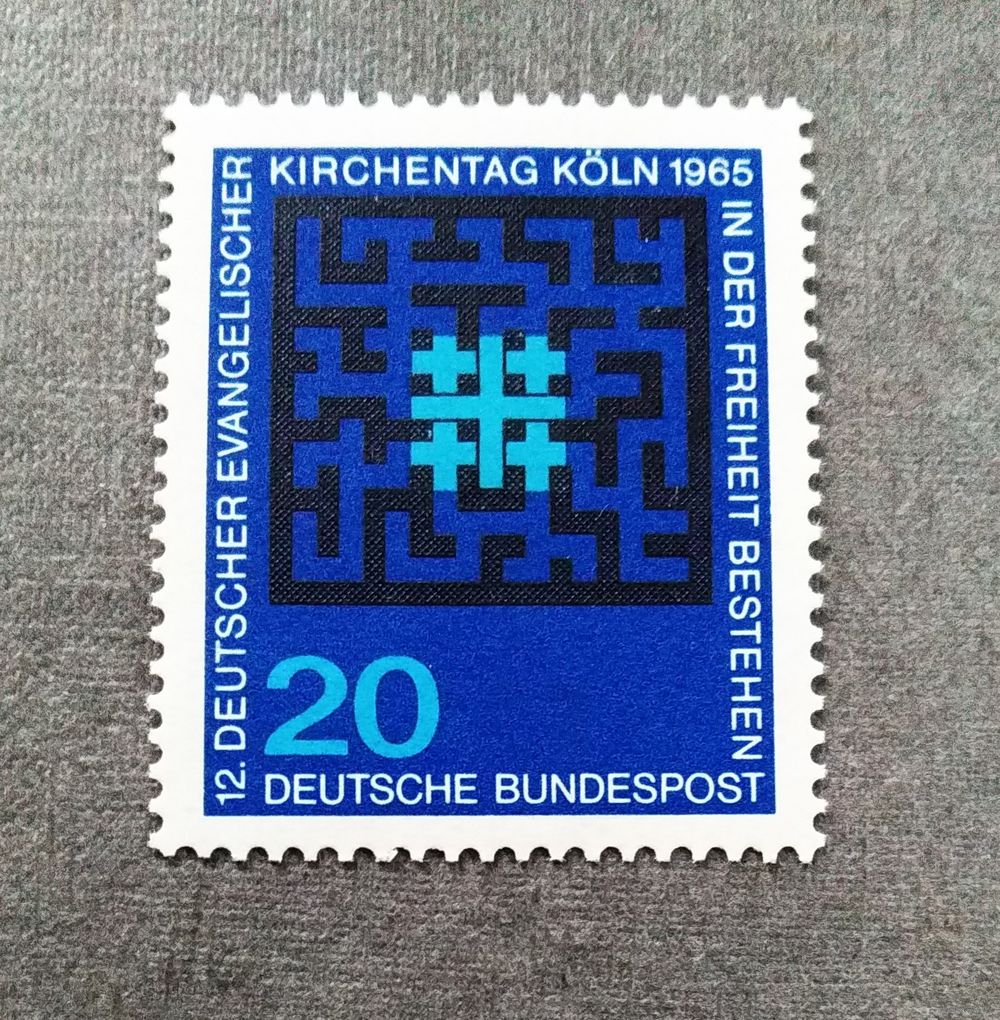 12. DEUTSCHER EVANGELISCHER
KIRCHENTAG KÖLN 1965
IN DER FREIHEIT BESTEHEN
20
DEUTSCHE BUNDESPOST